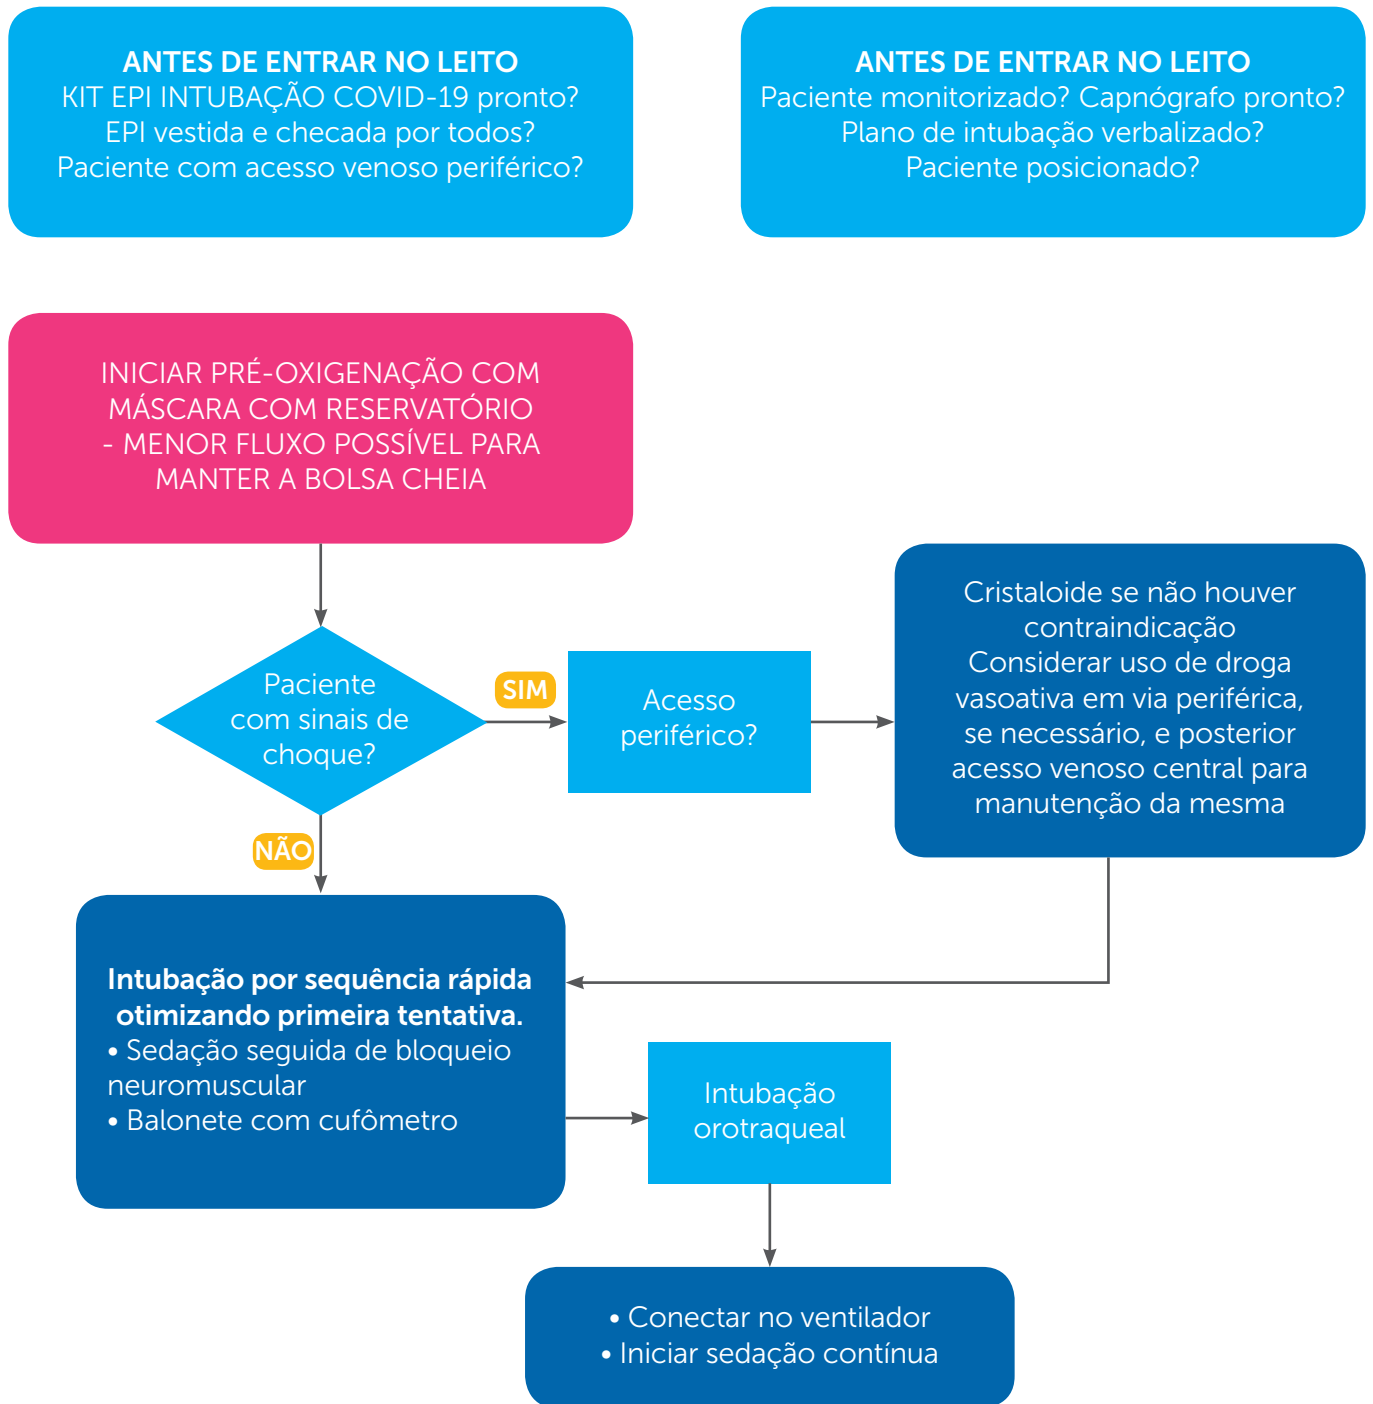 ANTES DE ENTRAR NO LEITO
KIT EPI INTUBAÇÃO COVID-19 pronto?
EPI vestida e checada por todos?
Paciente com acesso venoso periférico?
ANTES DE ENTRAR NO LEITO
Paciente monitorizado? Capnógrafo pronto?
Plano de intubação verbalizado?
Paciente posicionado?
INICIAR PRÉ-OXIGENAÇÃO COM
MÁSCARA COM RESERVATÓRIO
- MENOR FLUXO POSSÍVEL PARA
MANTER A BOLSA CHEIA
Paciente
com sinais de
choque?
SIM
Acesso
periférico?
Cristaloide se não houver
contraindicação
Considerar uso de droga
vasoativa em via periférica,
se necessário, e posterior
acesso venoso central para
manutenção da mesma
NÃO
Intubação por sequência rápida
otimizando primeira tentativa.
• Sedação seguida de bloqueio
neuromuscular
• Balonete com cufômetro
Intubação
orotraqueal
• Conectar no ventilador
• Iniciar sedação contínua